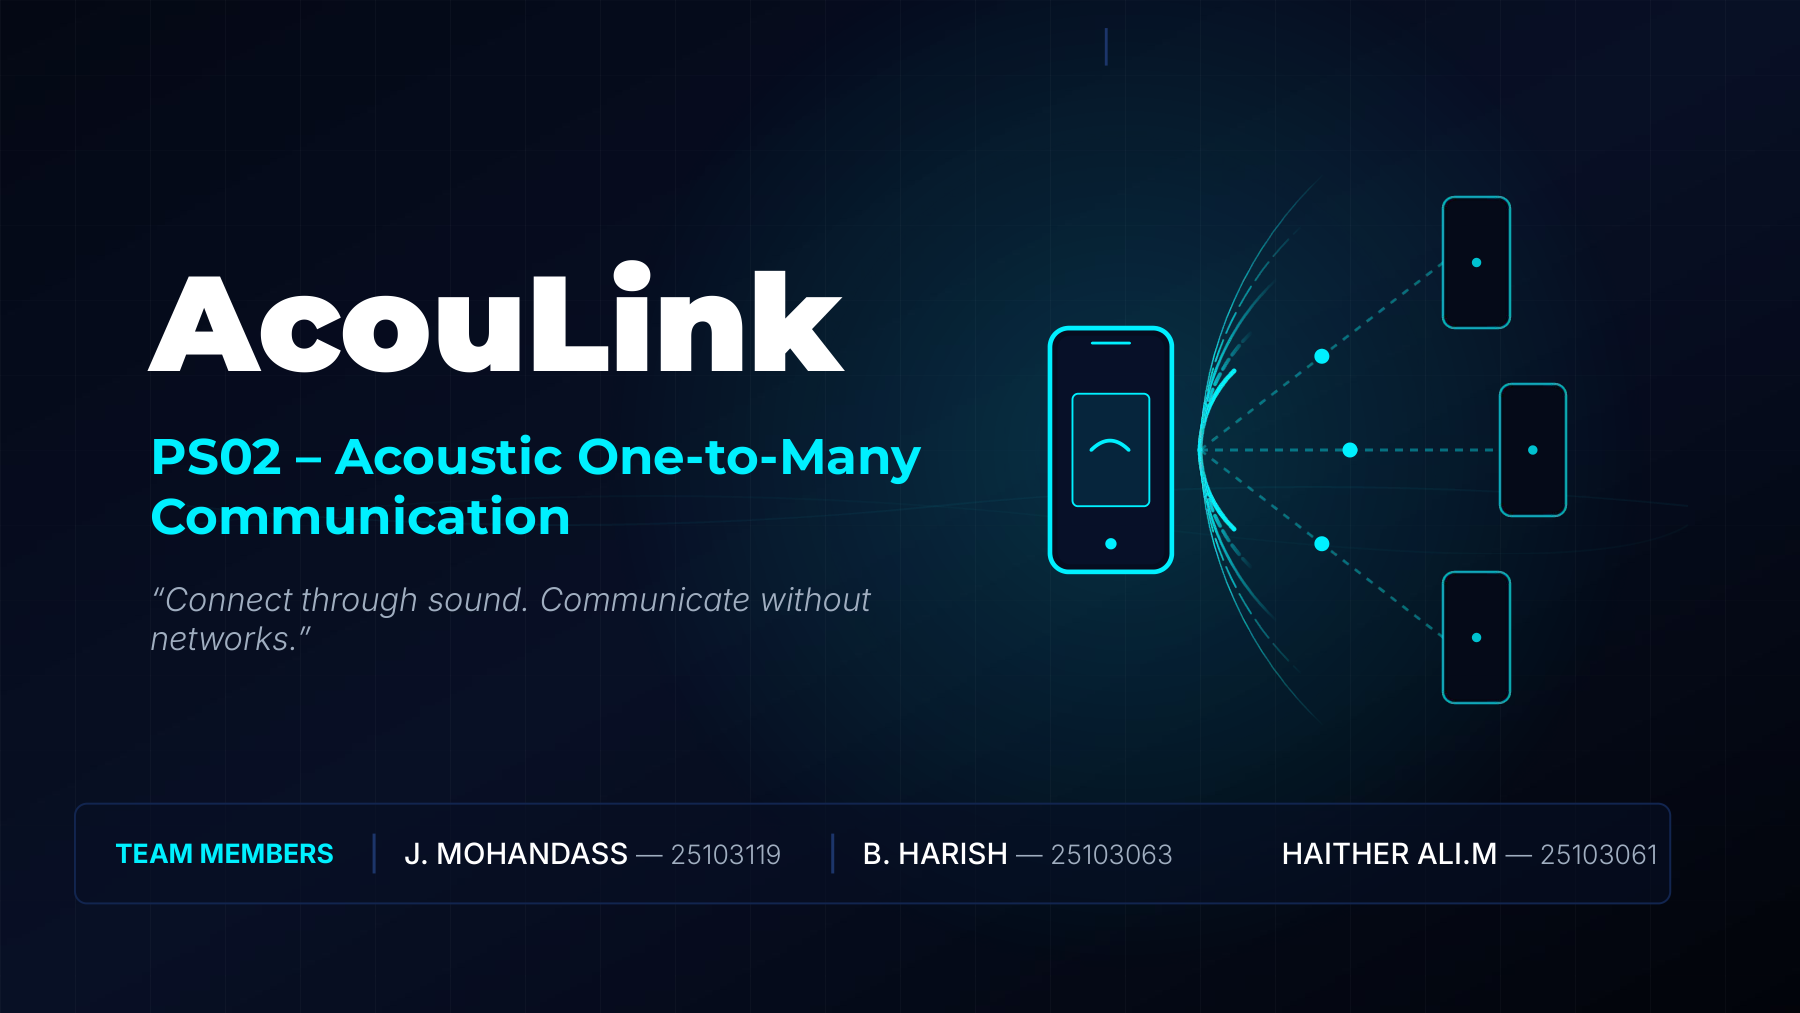 AcouLink
PS02 – Acoustic One-to-Many
Communication
“Connect through sound. Communicate without
networks.”
TEAM MEMBERS J. MOHANDASS — 25103119 B. HARISH — 25103063 HAITHER ALI.M — 25103061